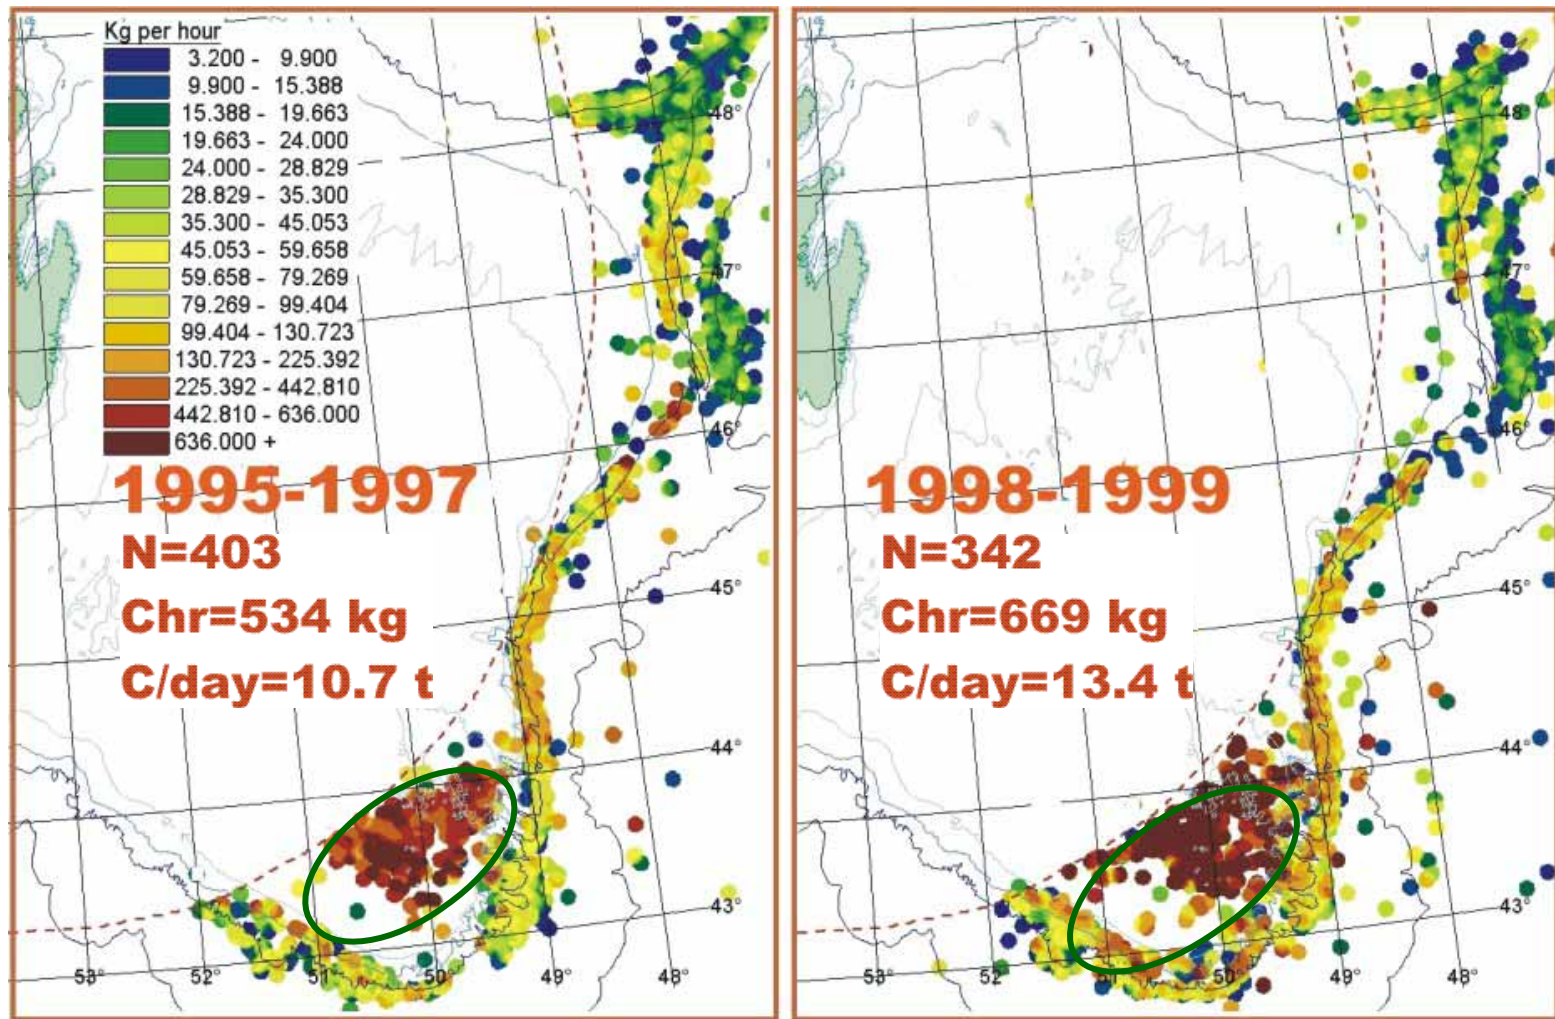 Kg per hour
3.200 - 9.900
9.900 - 15.388
15.388 - 19.663
19.663 - 24.000
24.000 - 28.829
28.829 - 35.300
35.300 - 45.053
45.053 - 59.658
59.658 - 79.269
79.269 - 99.404
99.404 - 130.723
130.723 - 225.392
225.392 - 442.810
442.810 - 636.000
636.000 +
1995-1997
N=403
Chr=534 kg
C/day=10.7 t
48°
47°
46°
45°
44°
43°
53°
52°
51°
50°
49°
48°
1998-1999
N=342
Chr=669 kg
C/day=13.4 t
48°
47°
46°
45°
44°
43°
53°
52°
51°
50°
49°
48°